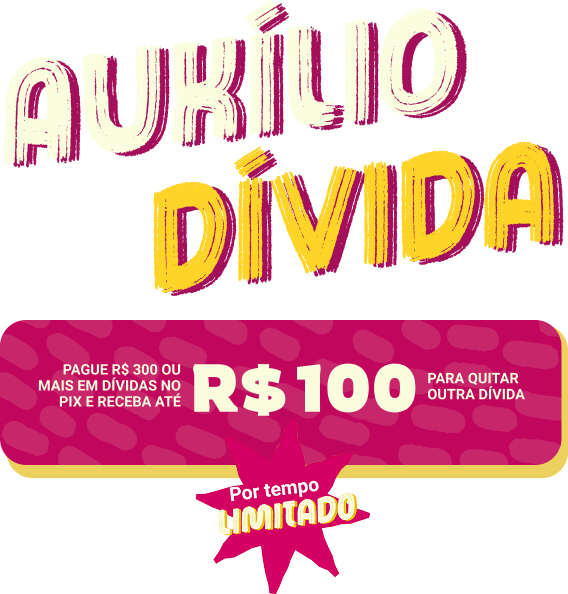 AUXÍLIO
DÍVIDA
PAGUE R$ 300 OU
MAIS EM DÍVIDAS NO
PIX E RECEBA ATÉ
R$ 100
PARA QUITAR
OUTRA DÍVIDA
Por tempo
LIMITADO